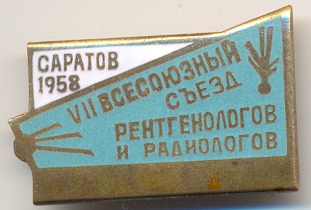 САРАТОВ
1958
VII ВСЕСОЮЗНЫЙ
СЪЕЗД
РЕНТГЕНОЛОГОВ
И РАДИОЛОГОВ